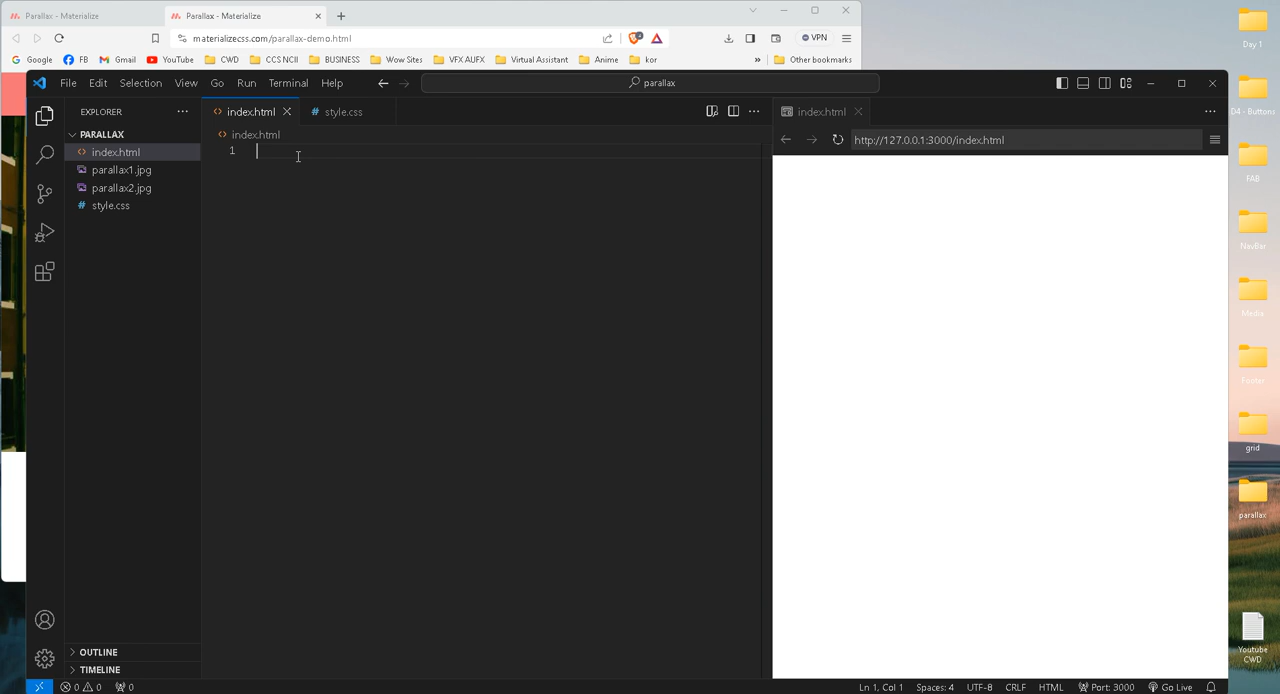 Parallax - Materialize
Parallax - Materialize
materializecss.com/parallax-demo.html
VPN
Google
FB
Gmail
YouTube
CWD
CCS NCII
BUSINESS
Wow Sites
VFX AUFX
Virtual Assistant
Anime
kor
»
Other bookmarks
File Edit Selection View Go Run Terminal Help
parallax
EXPLORER
PARALLAX
index.html
parallax1.jpg
parallax2.jpg
style.css
OUTLINE
TIMELINE
index.html
style.css
index.html
1
index.html
http://127.0.0.1:3000/index.html
0 0 0
Ln 1, Col 1
Spaces: 4
UTF-8
CRLF
HTML
Port: 3000
Go Live
Day 1
D4 - Buttons
FAB
NavBar
Media
Footer
grid
parallax
Youtube
CWD